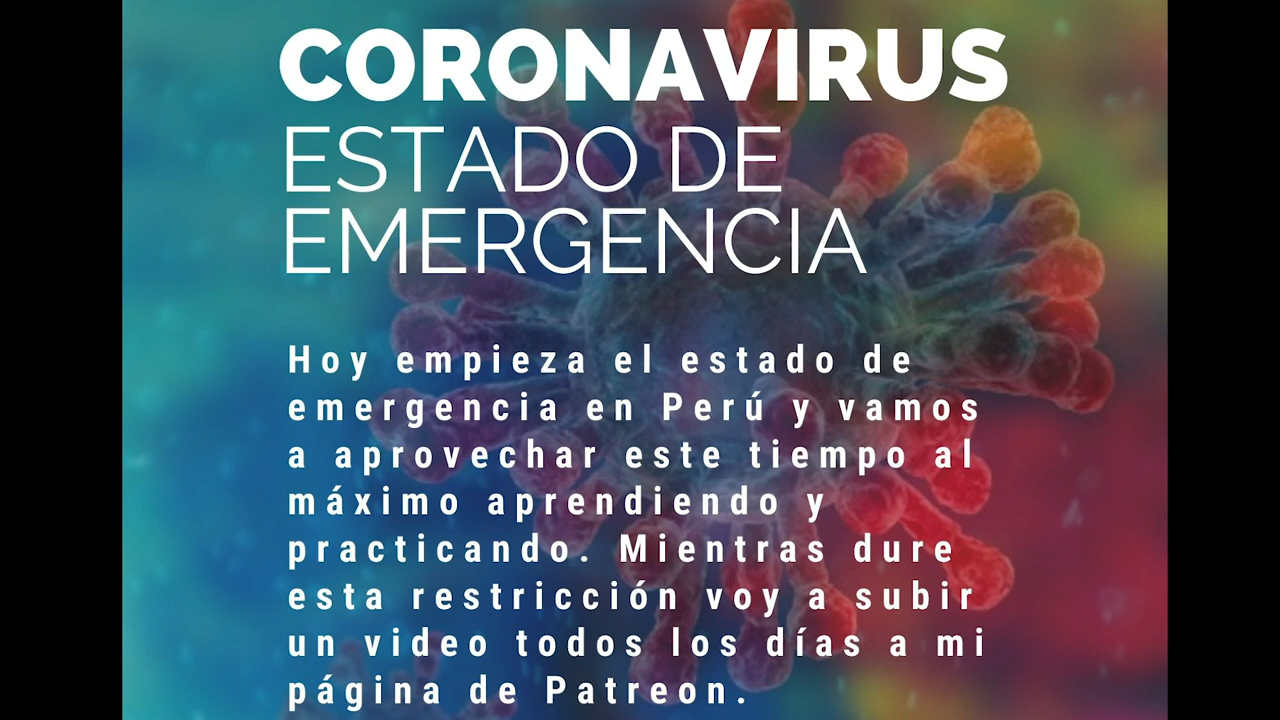 CORONAVIRUS
ESTADO DE
EMERGENCIA
Hoy empieza el estado de
emergencia en Perú y vamos
a aprovechar este tiempo al
máximo aprendiendo y
practicando. Mientras dure
esta restricción voy a subir
un video todos los días a mi
página de Patreon.